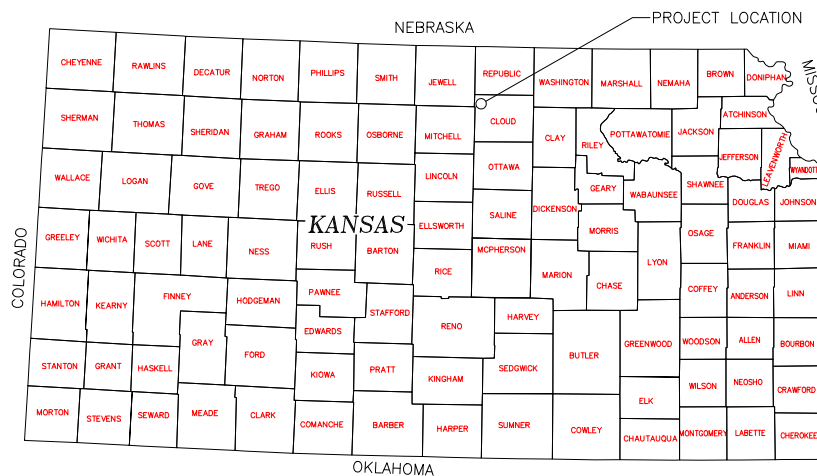 NEBRASKA
PROJECT LOCATION
CHEYENNE
RAWLINS
DECATUR
NORTON
PHILLIPS
SMITH
JEWELL
REPUBLIC
WASHINGTON
MARSHALL
NEMAHA
BROWN
DONIPHAN
MISSO
SHERMAN
THOMAS
SHERIDAN
GRAHAM
ROOKS
OSBORNE
MITCHELL
CLOUD
CLAY
RILEY
POTTAWATOMIE
JACKSON
ATCHINSON
JEFFERSON
LEAVENWORTH
WYANDOTT
WALLACE
LOGAN
GOVE
TREGO
ELLIS
RUSSELL
LINCOLN
OTTAWA
DICKENSON
GEARY
WABAUNSEE
SHAWNEE
DOUGLAS
JOHNSON
KANSAS
COLORADO
GREELEY
WICHITA
SCOTT
LANE
NESS
RUSH
BARTON
ELLSWORTH
SALINE
MORRIS
OSAGE
FRANKLIN
MIAMI
RICE
MCPHERSON
MARION
CHASE
LYON
COFFEY
ANDERSON
LINN
HAMILTON
KEARNY
FINNEY
HODGEMAN
PAWNEE
STAFFORD
EDWARDS
RENO
HARVEY
GRAY
FORD
SEDGWICK
BUTLER
GREENWOOD
WOODSON
ALLEN
BOURBON
STANTON
GRANT
HASKELL
KIOWA
PRATT
KINGHAM
ELK
WILSON
NEOSHO
CRAWFORD
MORTON
STEVENS
SEWARD
MEADE
CLARK
COMANCHE
BARBER
HARPER
SUMNER
COWLEY
CHAUTAUQUA
MONTGOMERY
LABETTE
CHEROKEE
OKLAHOMA